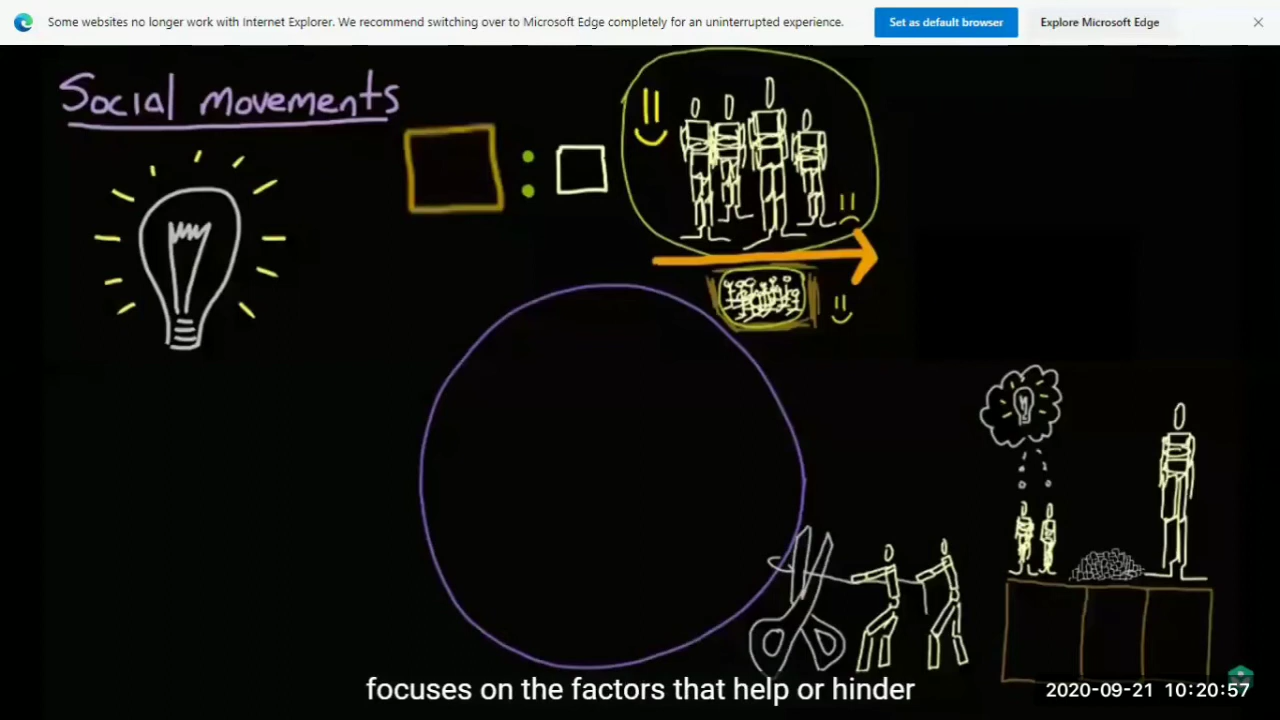 Some websites no longer work with Internet Explorer. We recommend switching over to Microsoft Edge completely for an uninterrupted experience.
Set as default browser
Explore Microsoft Edge
Social movements
focuses on the factors that help or hinder
2020-09-21 10:20:57